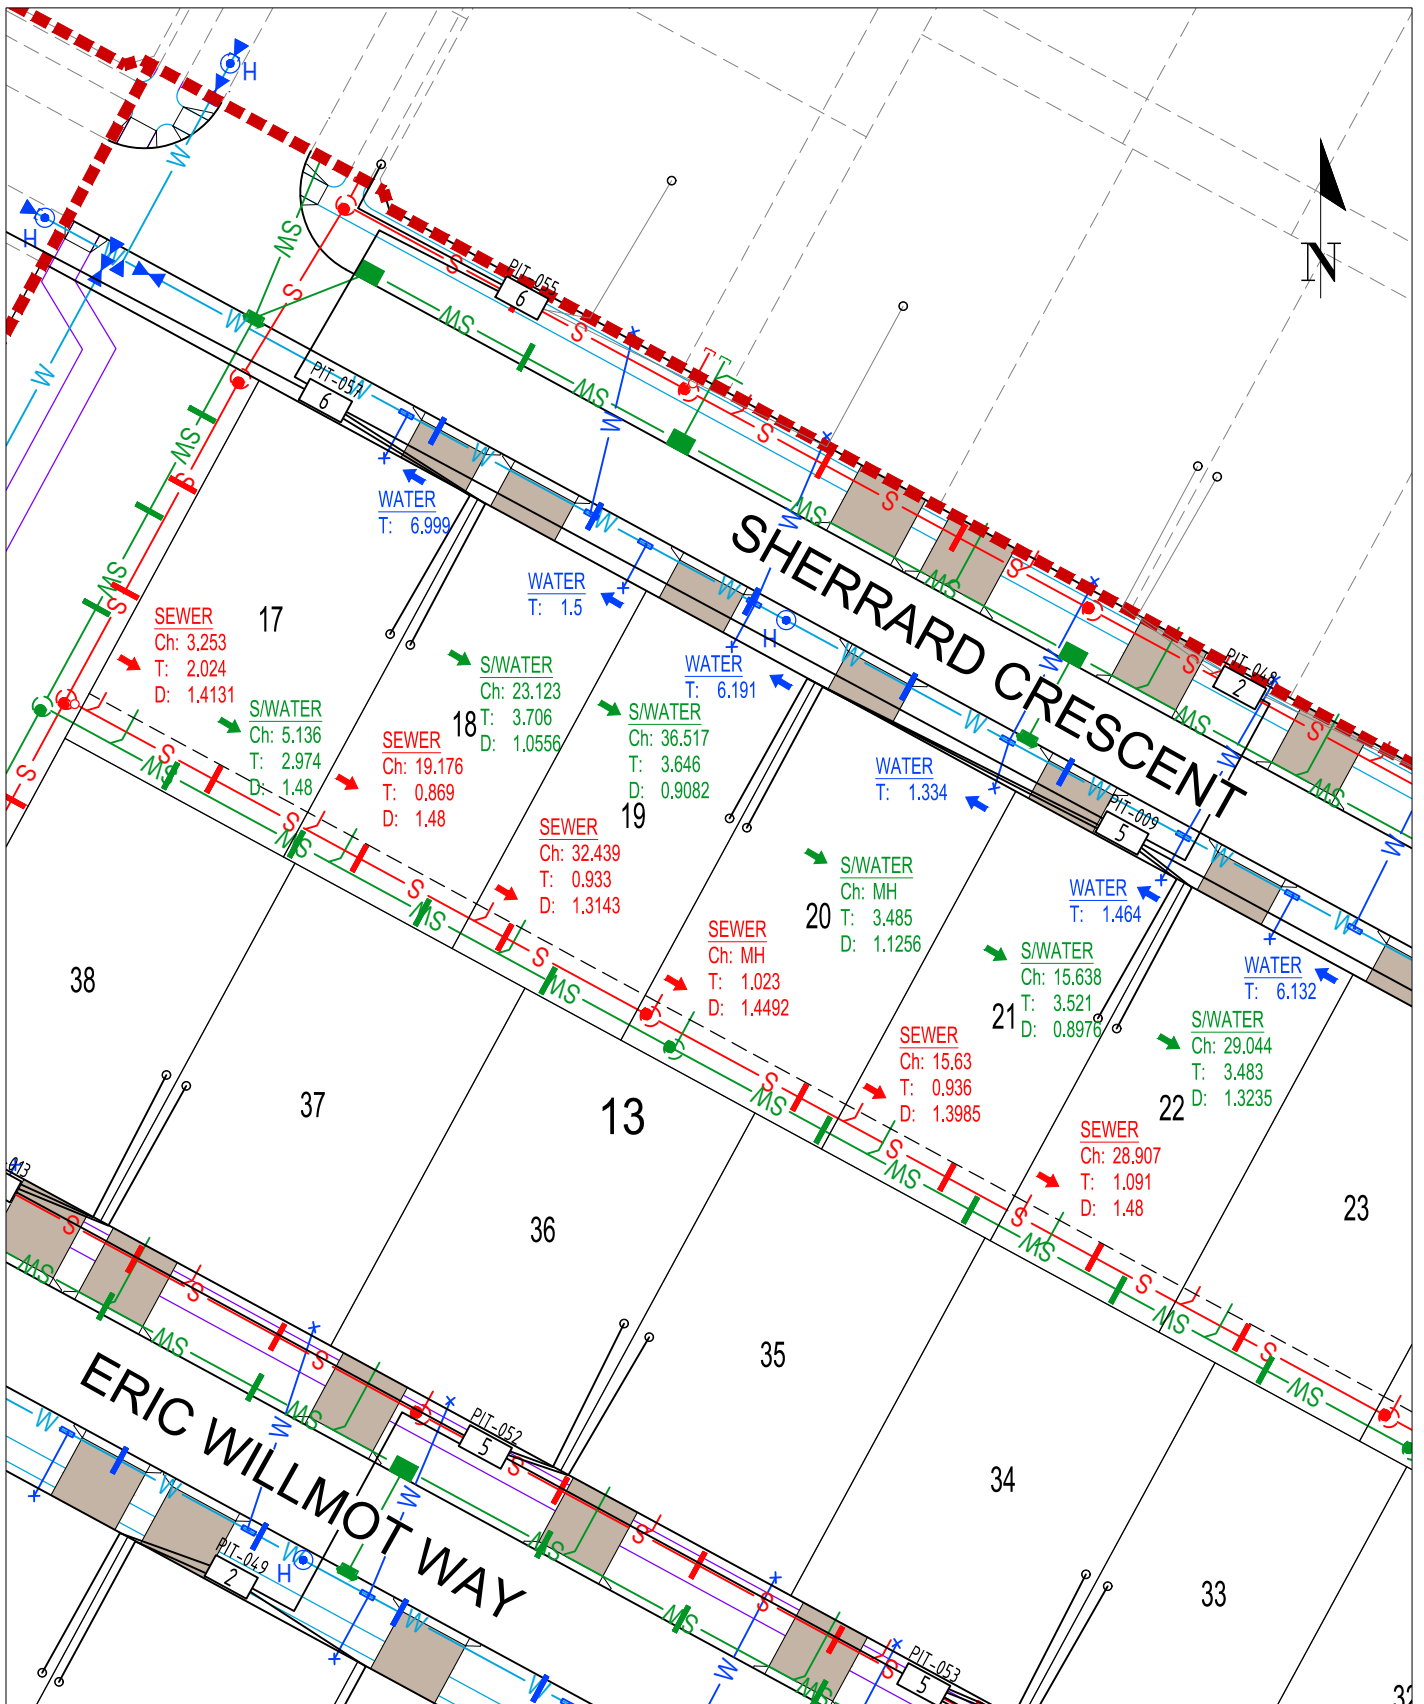 H
H
N
PIT-055
6
PIT-057
6
WATER
T: 6.999
WATER
T: 1.5
WATER
T: 6.191
H
SHERRARD CRESCENT
PIT-048
2
WATER
T: 1.334
PIT-009
5
WATER
T: 1.464
WATER
T: 6.132
17
SEWER
Ch: 3.253
T: 2.024
D: 1.4131
S/WATER
Ch: 5.136
T: 2.974
D: 1.48
18
SEWER
Ch: 19.176
T: 0.869
D: 1.48
S/WATER
Ch: 23.123
T: 3.706
D: 1.0556
19
SEWER
Ch: 32.439
T: 0.933
D: 1.3143
S/WATER
Ch: 36.517
T: 3.646
D: 0.9082
20
SEWER
Ch: MH
T: 1.023
D: 1.4492
S/WATER
Ch: MH
T: 3.485
D: 1.1256
21
SEWER
Ch: 15.63
T: 0.936
D: 1.3985
S/WATER
Ch: 15.638
T: 3.521
D: 0.8976
22
SEWER
Ch: 28.907
T: 1.091
D: 1.48
S/WATER
Ch: 29.044
T: 3.483
D: 1.3235
23
38
37
13
36
35
34
33
ERIC WILLMOT WAY
PIT-052
5
PIT-049
2
H
PIT-053
5